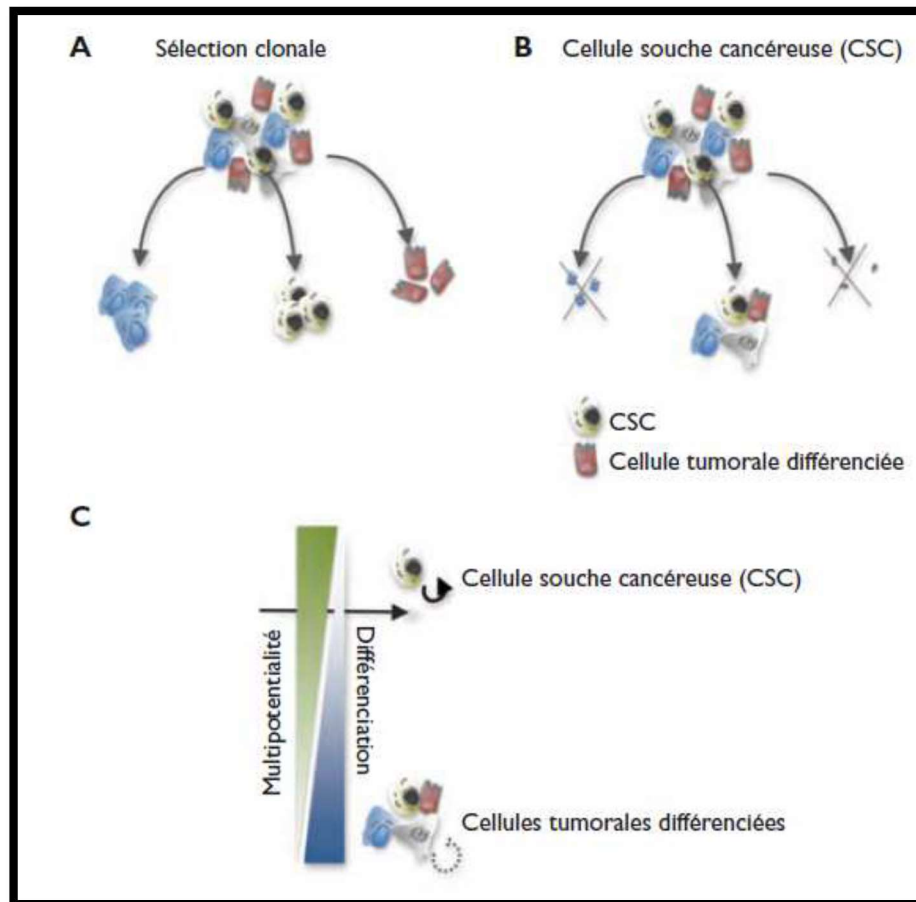 A
Sélection clonale
B
Cellule souche cancéreuse (CSC)
CSC
Cellule tumorale différenciée
C
Cellule souche cancéreuse (CSC)
Multipotentialité
Différenciation
Cellules tumorales différenciées